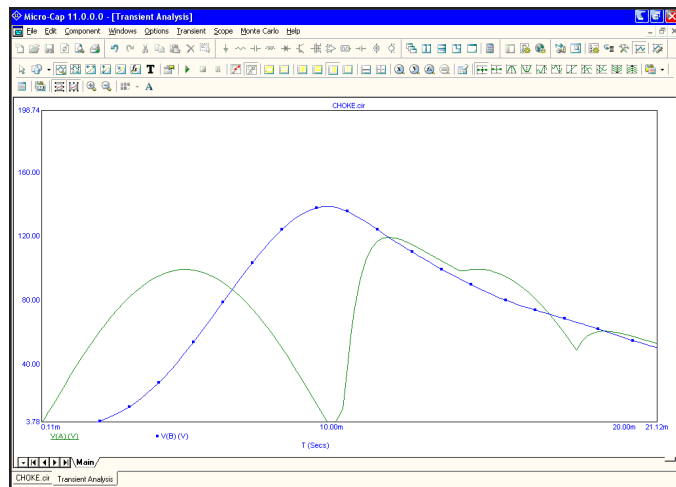 Micro-Cap 11.0.0.0 - [Transient Analysis]
File Edit Component Windows Options Transient Scope Monte Carlo Help
CHOKE.cir
198.74
160.00
120.00
80.00
40.00
3.78
0.11m 10.00m 20.00m 21.12m
V(A) (V) V(B) (V)
T (Secs)
Main
CHOKE.cir Transient Analysis